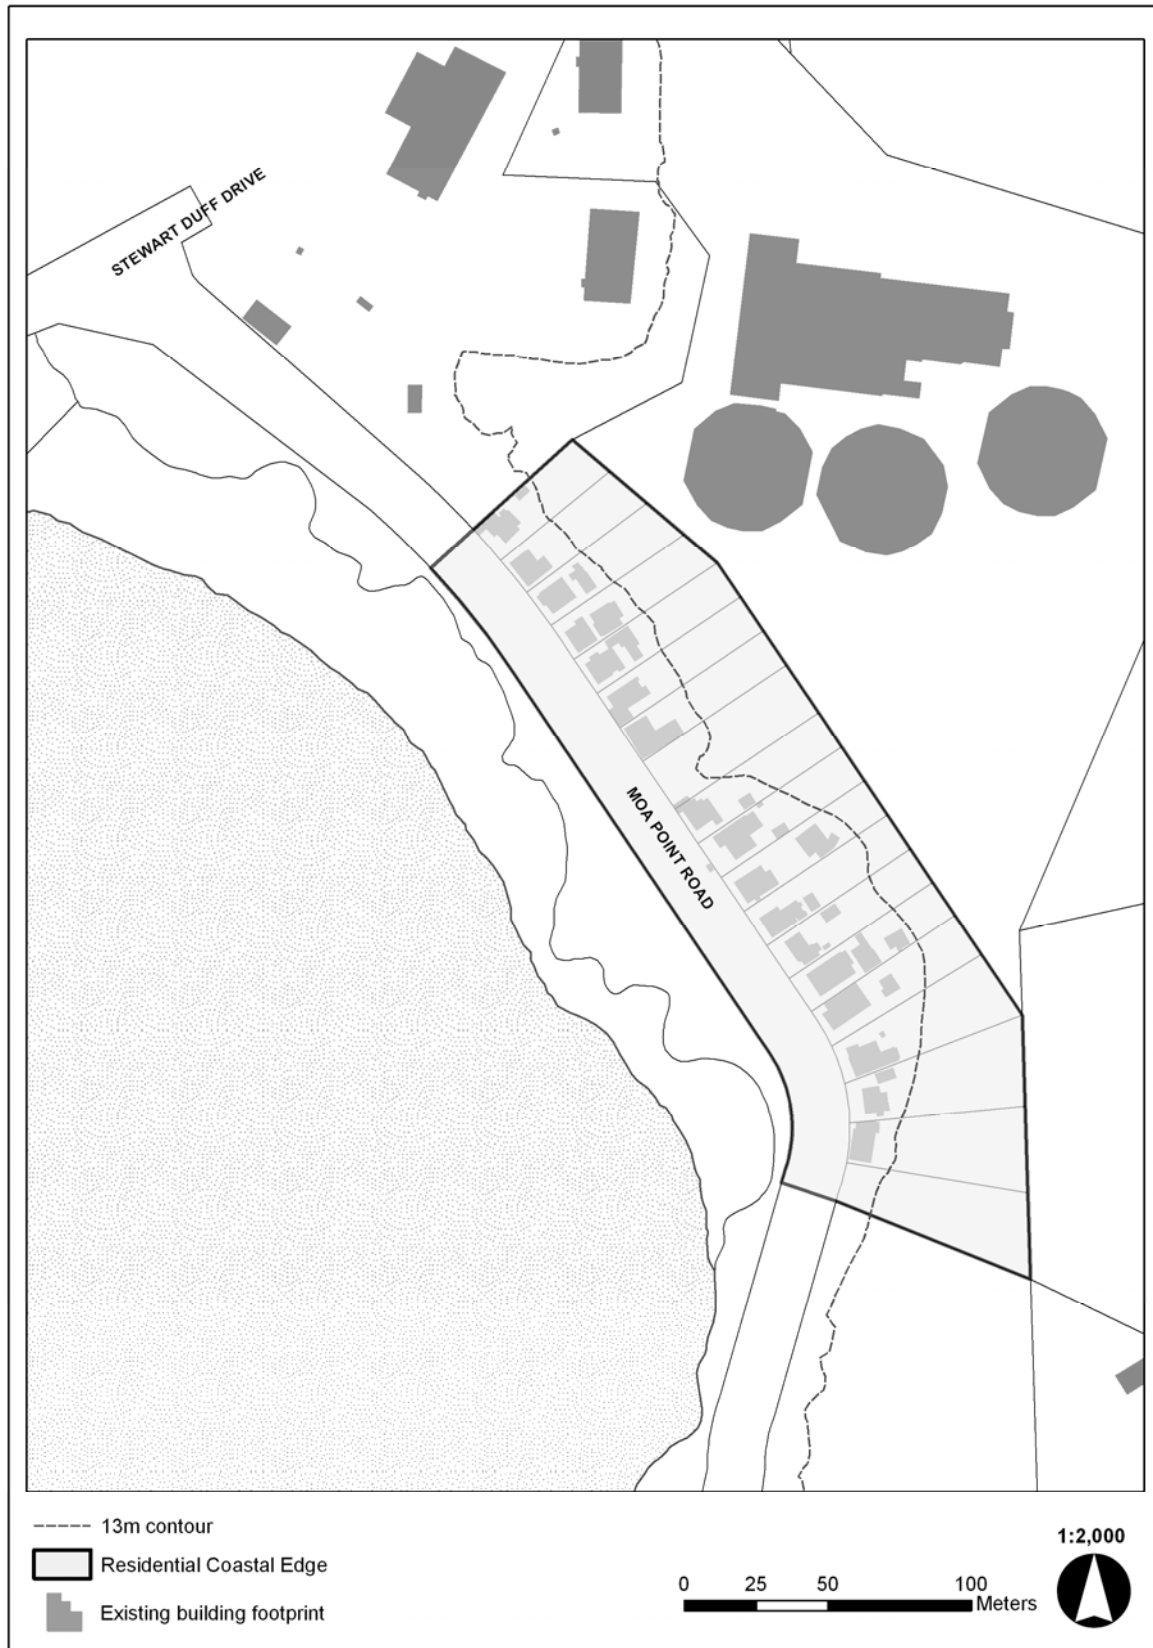 STEWART DUFF DRIVE
MOA POINT ROAD
13m contour
Residential Coastal Edge
Existing building footprint
0 25 50 100
Meters
1:2,000